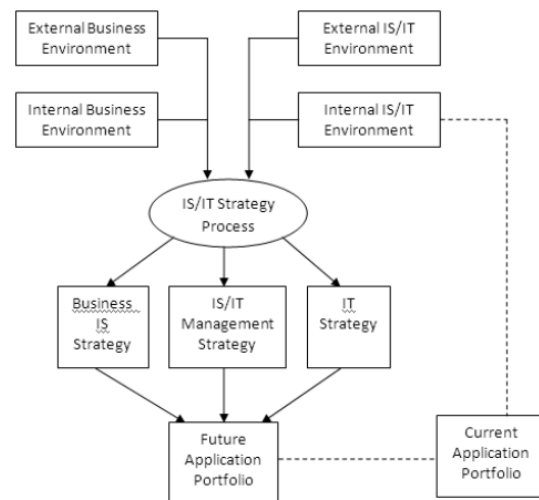 External Business
Environment
External IS/IT
Environment
Internal Business
Environment
Internal IS/IT
Environment
IS/IT Strategy
Process
Business
IS
Strategy
IS/IT
Management
Strategy
IT
Strategy
Future
Application
Portfolio
Current
Application
Portfolio